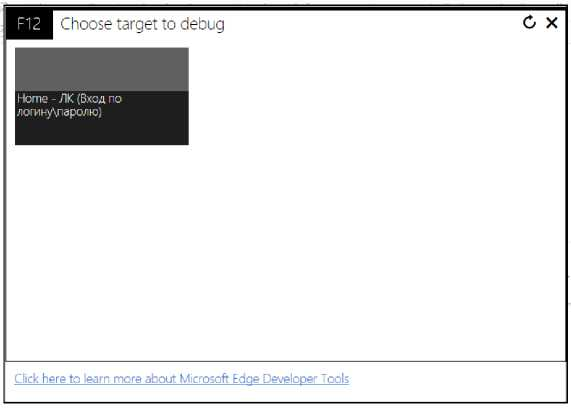 F12 Choose target to debug
Home - ЛК (Вход по
логину\паролю)
Click here to learn more about Microsoft Edge Developer Tools